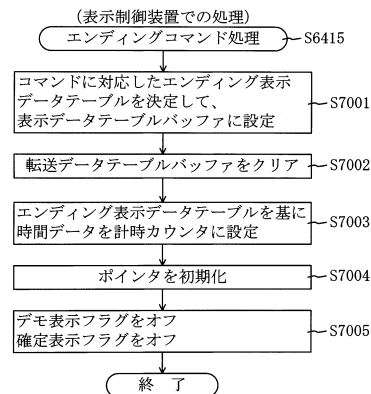 (表示制御装置での処理)
エンディングコマンド処理
S6415
コマンドに対応したエンディング表示
データテーブルを決定して、
表示データテーブルバッファに設定
S7001
転送データテーブルバッファをクリア
S7002
エンディング表示データテーブルを基に
時間データを計時カウンタに設定
S7003
ポインタを初期化
S7004
デモ表示フラグをオフ
確定表示フラグをオフ
S7005
終 了